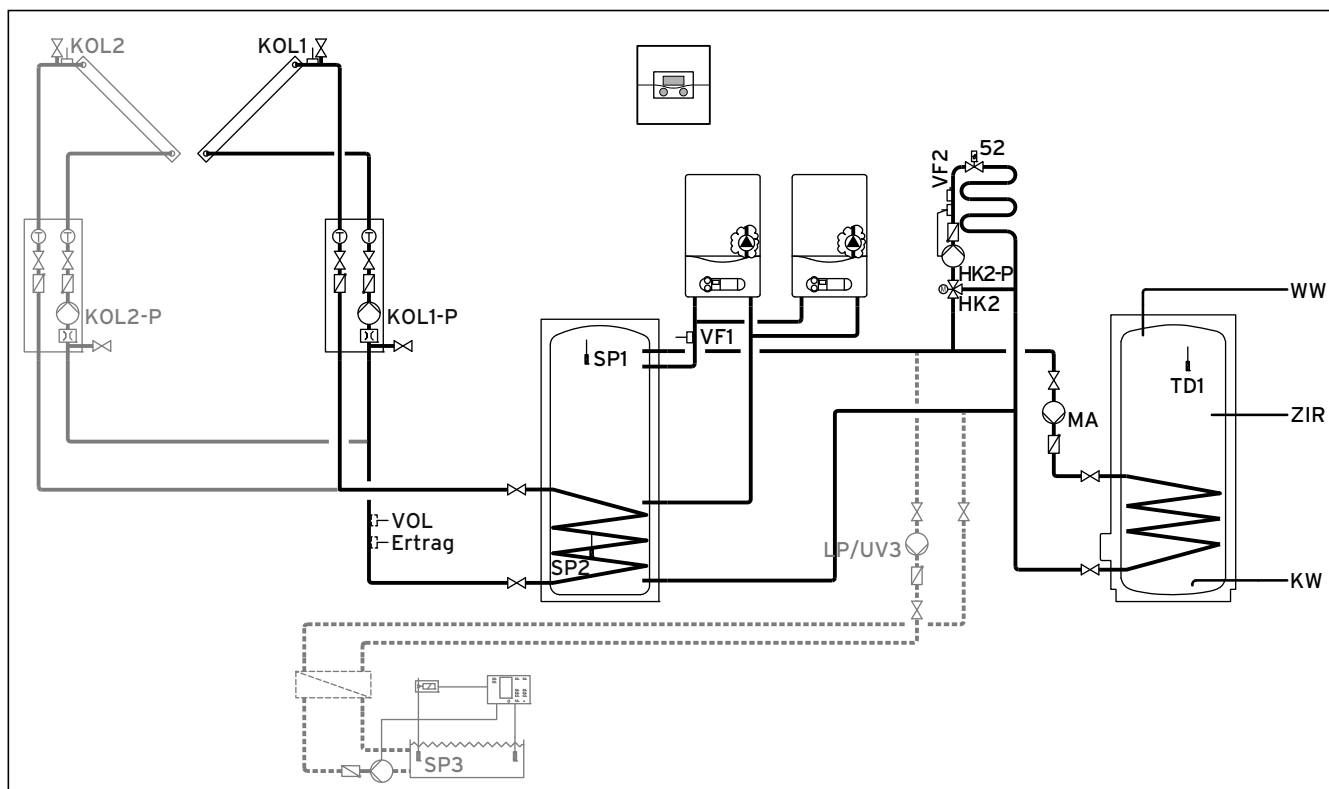 KOL2
KOL1
52
VF2
KOL2-P
KOL1-P
HK2-P
HK2
WW
VF1
SP1
TD1
MA
ZIR
VOL
Ertrag
SP2
LP/UV3
KW
SP3